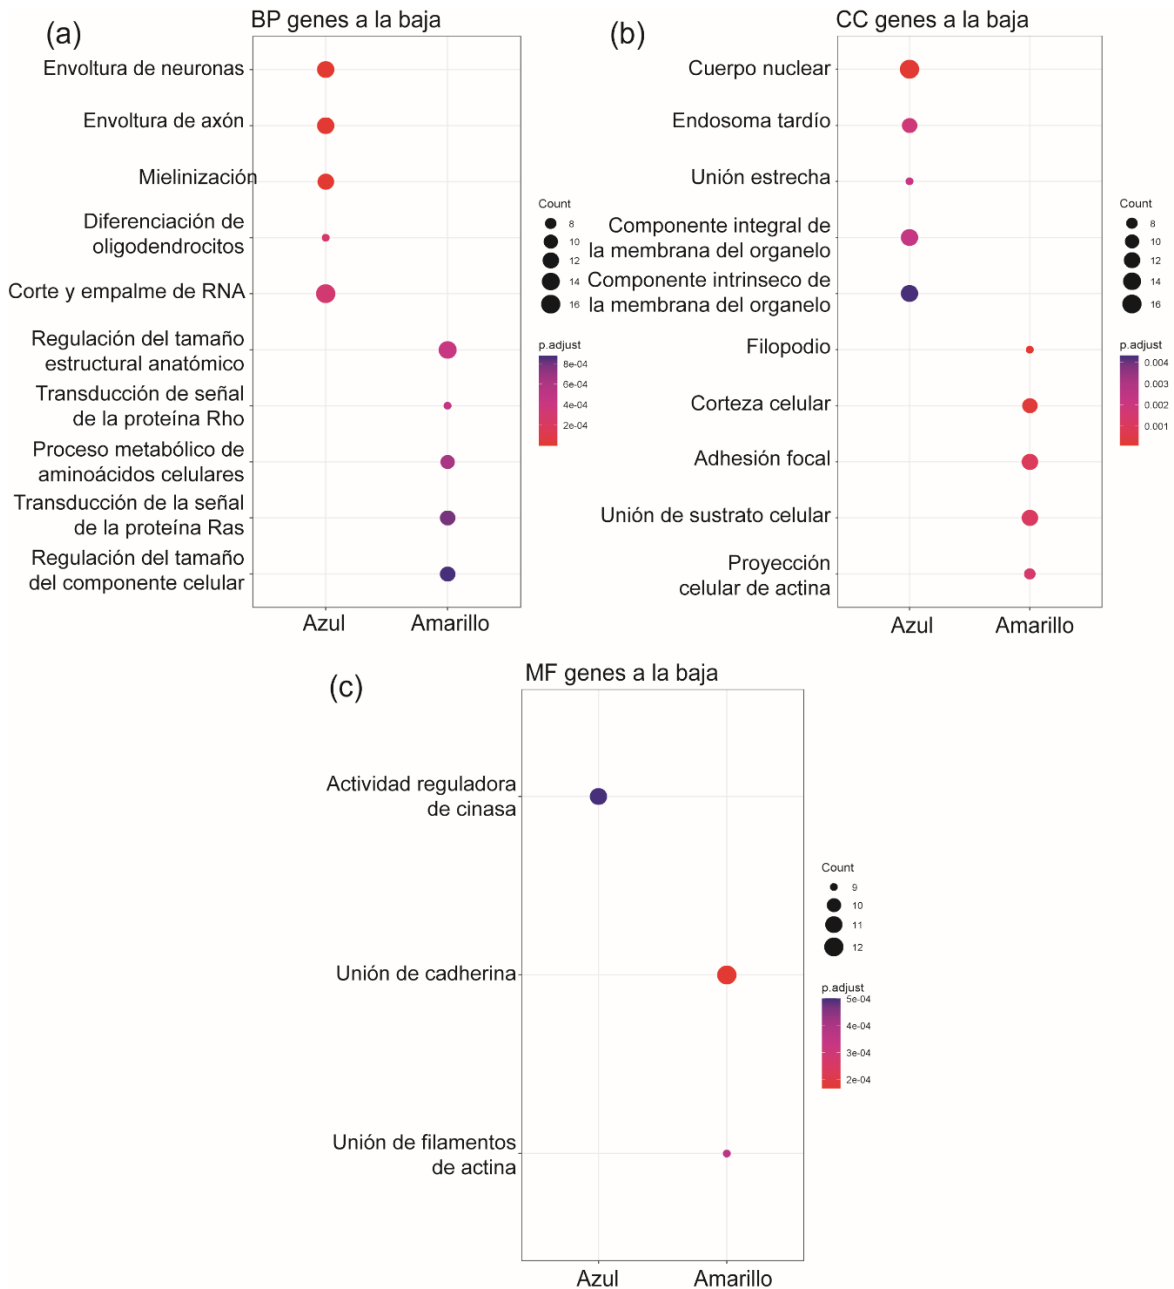 (a)
BP genes a la baja
Envoltura de neuronas
Envoltura de axón
Mielinización
Diferenciación de
oligodendrocitos
Corte y empalme de RNA
Regulación del tamaño
estructural anatómico
Transducción de señal
de la proteína Rho
Proceso metabólico de
aminoácidos celulares
Transducción de la señal
de la proteína Ras
Regulación del tamaño
del componente celular
Azul
Amarillo
Count
8
10
12
14
16
p.adjust
8e-04
6e-04
4e-04
2e-04
(b)
CC genes a la baja
Cuerpo nuclear
Endosoma tardío
Unión estrecha
Componente integral de
la membrana del organelo
Componente intrinseco de
la membrana del organelo
Filopodio
Corteza celular
Adhesión focal
Unión de sustrato celular
Proyección
celular de actina
Azul
Amarillo
Count
8
10
12
14
16
p.adjust
0.004
0.003
0.002
0.001
(c)
MF genes a la baja
Actividad reguladora
de cinasa
Unión de cadherina
Unión de filamentos
de actina
Azul
Amarillo
Count
9
10
11
12
p.adjust
5e-04
4e-04
3e-04
2e-04